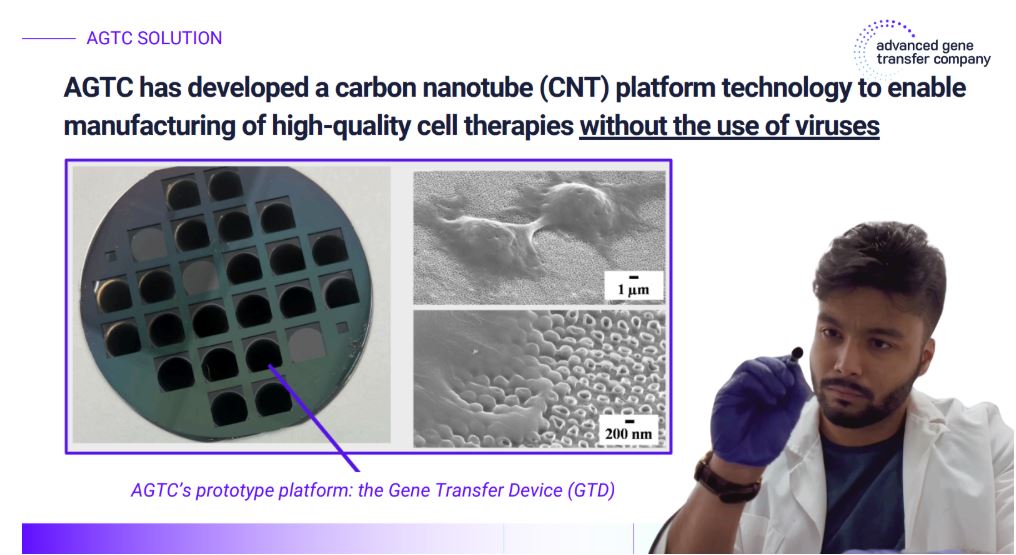 AGTC SOLUTION
advanced gene
transfer company
AGTC has developed a carbon nanotube (CNT) platform technology to enable
manufacturing of high-quality cell therapies without the use of viruses
1 µm
200 nm
AGTC’s prototype platform: the Gene Transfer Device (GTD)